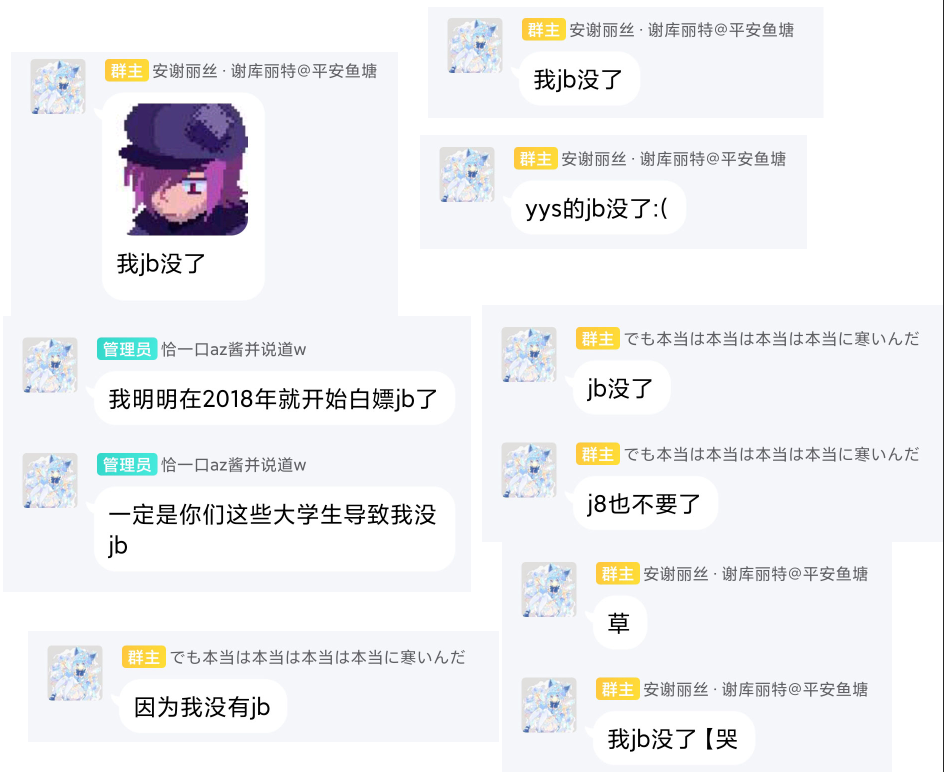 群主 安谢丽丝 · 谢库丽特@平安鱼塘
我jb没了
群主 安谢丽丝 · 谢库丽特@平安鱼塘
我jb没了
群主 安谢丽丝 · 谢库丽特@平安鱼塘
yys的jb没了:(
管理员 恰一口az酱并说道w
我明明在2018年就开始白嫖jb了
管理员 恰一口az酱并说道w
一定是你们这些大学生导致我没
jb
群主 でも本当は本当は本当は本当に寒いんだ
jb没了
群主 でも本当は本当は本当は本当に寒いんだ
j8也不要了
群主 でも本当は本当は本当は本当に寒いんだ
因为我没有jb
群主 安谢丽丝 · 谢库丽特@平安鱼塘
草
群主 安谢丽丝 · 谢库丽特@平安鱼塘
我jb没了【哭